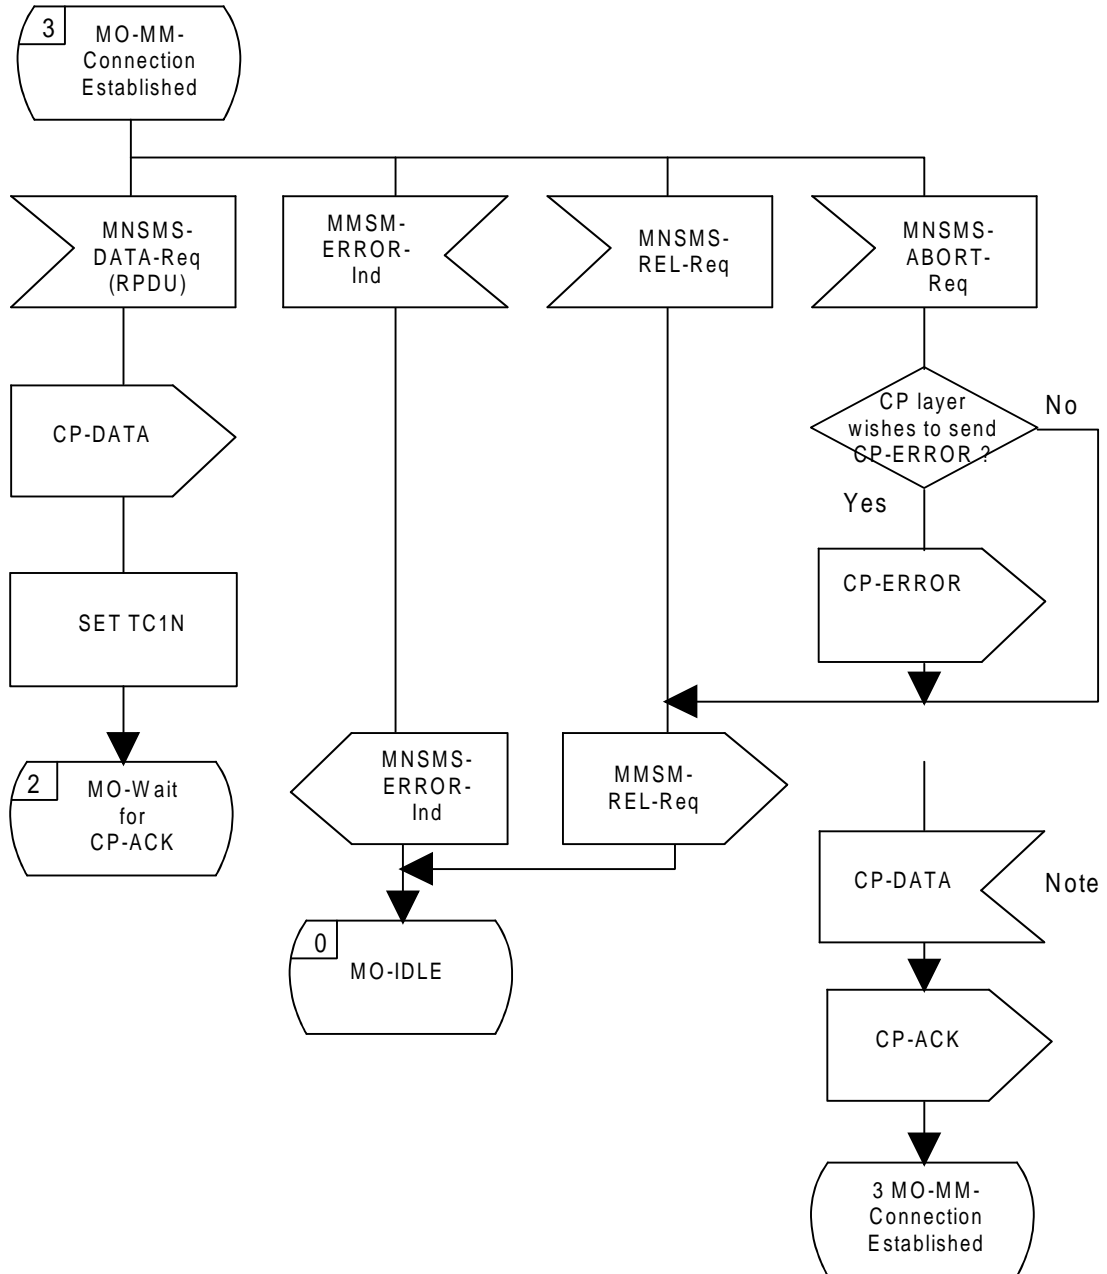 3
MO-MM-
Connection
Established
MNSMS-
DATA-Req
(RPDU)
MMSM-
ERROR-
Ind
MNSMS-
REL-Req
MNSMS-
ABORT-
Req
CP-DATA
CP layer
wishes to send
CP-ERROR ?
No
Yes
SET TC1N
CP-ERROR
2
MO-Wait
for
CP-ACK
MNSMS-
ERROR-
Ind
MMSM-
REL-Req
CP-DATA
Note
0
MO-IDLE
CP-ACK
3 MO-MM-
Connection
Established